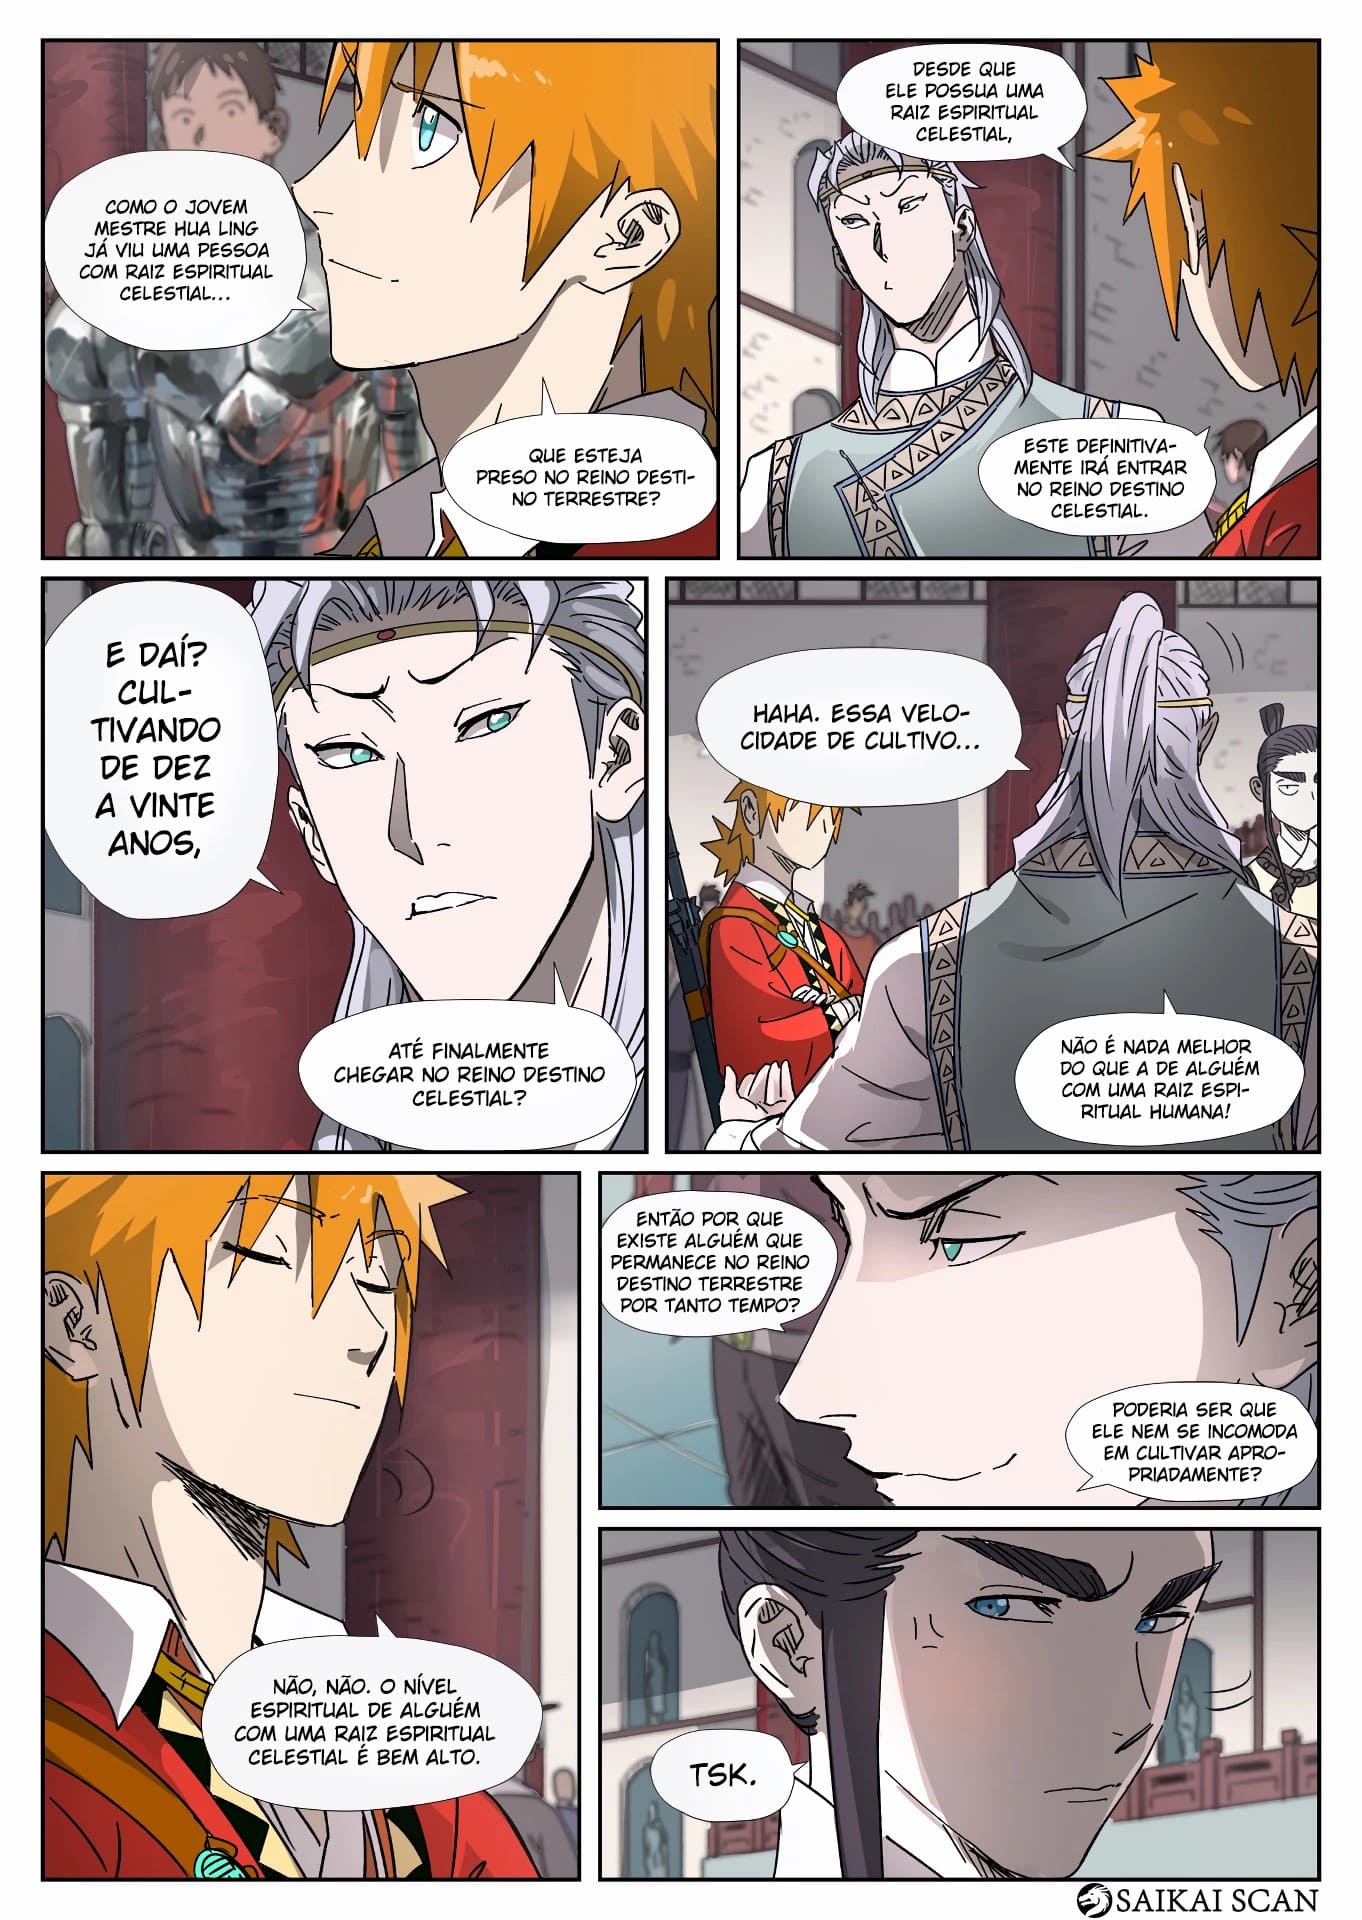 COMO O JOVEM
MESTRE HUA LING
JÁ VIU UMA PESSOA
COM RAIZ ESPIRITUAL
CELESTIAL...
QUE ESTEJA
PRESO NO REINO DESTI-
NO TERRESTRE?
DESDE QUE
ELE POSSUA UMA
RAIZ ESPIRITUAL
CELESTIAL,
ESTE DEFINITIVA-
MENTE IRÁ ENTRAR
NO REINO DESTINO
CELESTIAL.
E DAÍ?
CUL-
TIVANDO
DE DEZ
A VINTE
ANOS,
ATÉ FINALMENTE
CHEGAR NO REINO DESTINO
CELESTIAL?
HAHA. ESSA VELO-
CIDADE DE CULTIVO...
NÃO É NADA MELHOR
DO QUE A DE ALGUÉM
COM UMA RAIZ ESPI-
RITUAL HUMANA!
NÃO, NÃO. O NÍVEL
ESPIRITUAL DE ALGUÉM
COM UMA RAIZ ESPIRITUAL
CELESTIAL É BEM ALTO.
ENTÃO POR QUE
EXISTE ALGUÉM QUE
PERMANECE NO REINO
DESTINO TERRESTRE
POR TANTO TEMPO?
PODERIA SER QUE
ELE NEM SE INCOMODA
EM CULTIVAR APRO-
PRIADAMENTE?
TSK.
SAIKAI SCAN